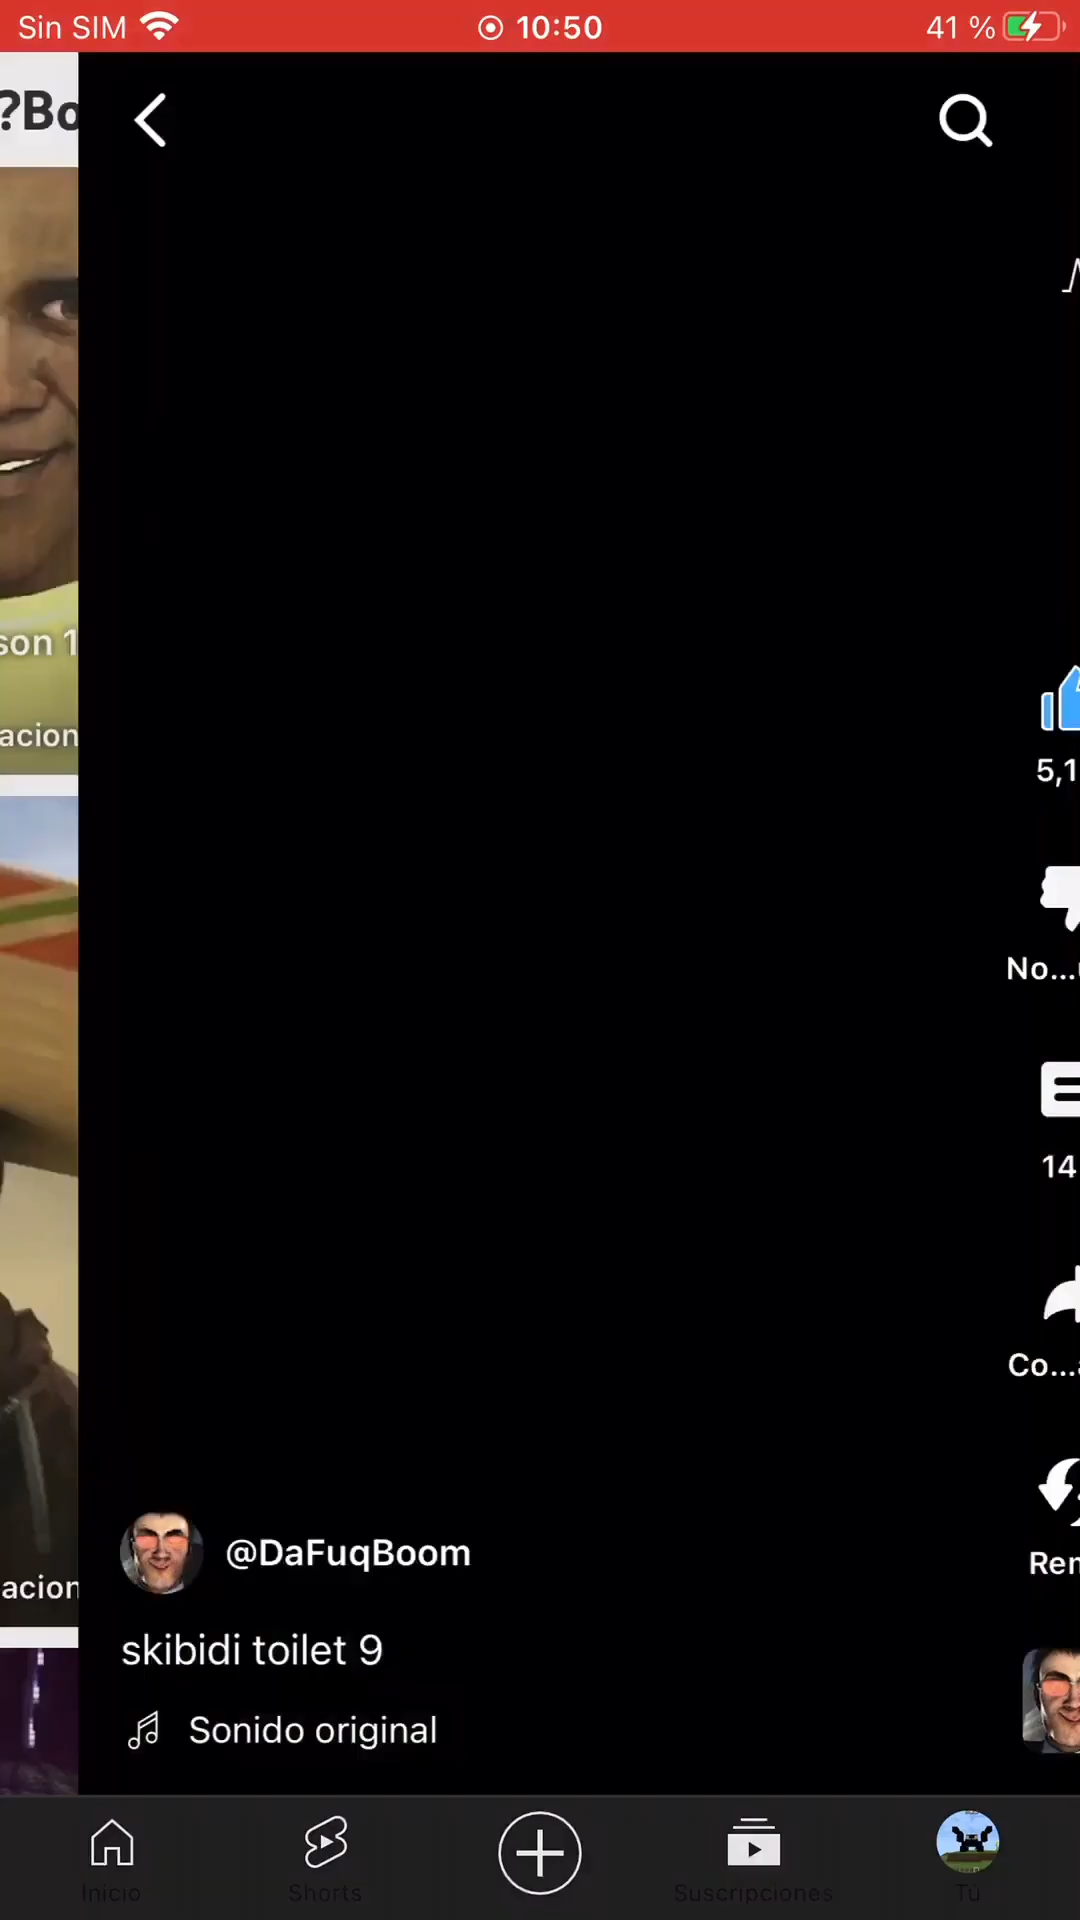 Sin SIM 10:50 41 %
?Bo
son 1
acion
5,1
No...
14
Co...
acion
@DaFuqBoom
Rem
skibidi toilet 9
Sonido original
Inicio Shorts Suscripciones Tú